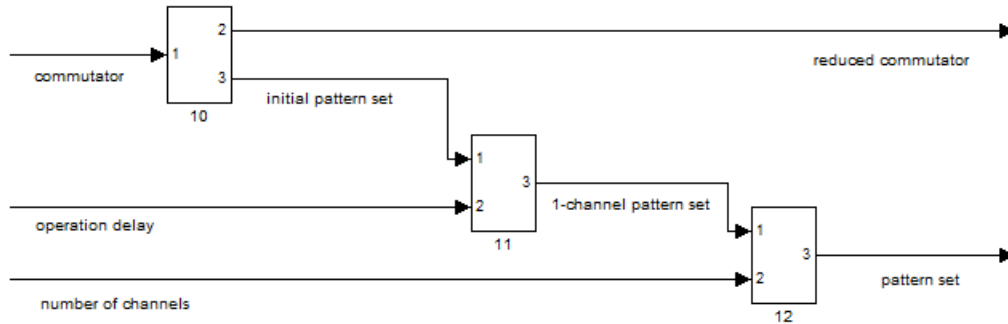 2
1
3
commutator
reduced commutator
initial pattern set
10
1
3
2
1-channel pattern set
operation delay
11
1
3
2
pattern set
number of channels
12